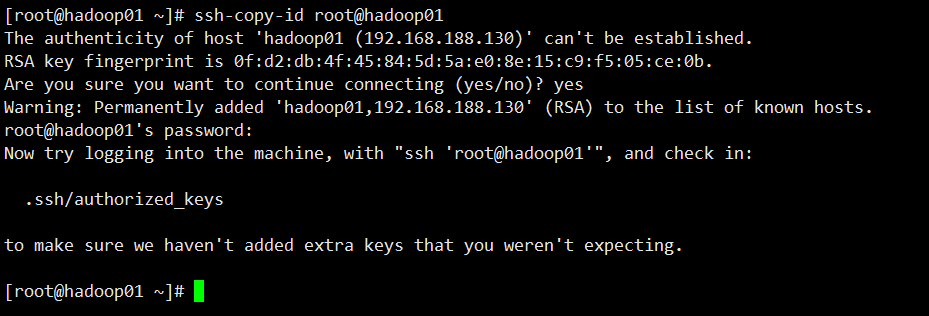 [root@hadoop01 ~]# ssh-copy-id root@hadoop01
The authenticity of host 'hadoop01 (192.168.188.130)' can't be established.
RSA key fingerprint is 0f:d2:db:4f:45:84:5d:5a:e0:8e:15:c9:f5:05:ce:0b.
Are you sure you want to continue connecting (yes/no)? yes
Warning: Permanently added 'hadoop01,192.168.188.130' (RSA) to the list of known hosts.
root@hadoop01's password:
Now try logging into the machine, with "ssh 'root@hadoop01'", and check in:
.ssh/authorized_keys
to make sure we haven't added extra keys that you weren't expecting.
[root@hadoop01 ~]#